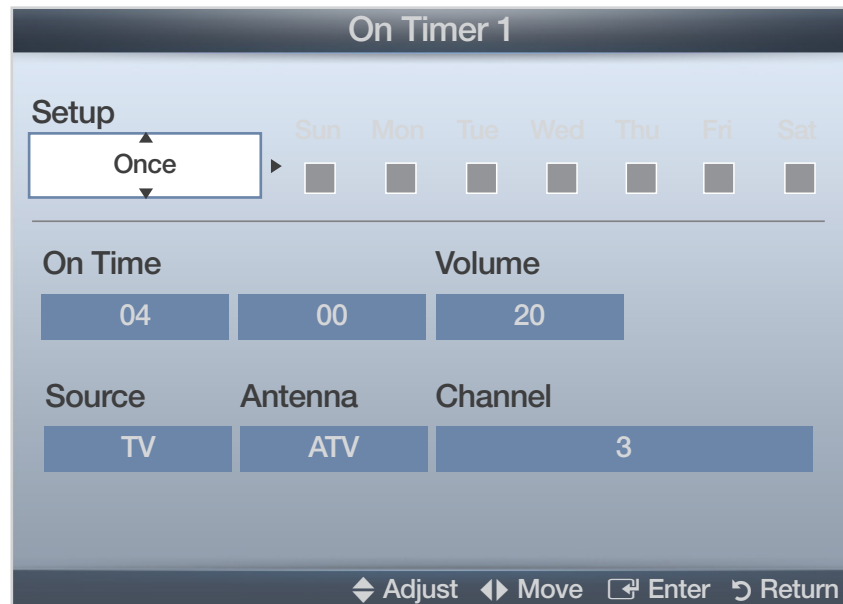 On Timer 1
Setup
Sun Mon Tue Wed Thu Fri Sat
Once
On Time Volume
04 00 20
Source Antenna Channel
TV ATV 3
Adjust Move Enter Return